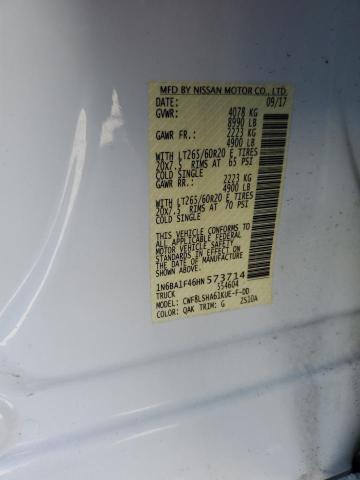 MFD BY NISSAN MOTOR CO., LTD.
DATE: 09/17
GVWR: 4078 KG
8990 LB
GAWR FR.: 2223 KG
4900 LB
WITH LT265/60R20 E TIRES
20X7.5 RIMS AT 65 PSI
COLD SINGLE
GAWR RR.: 2223 KG
4900 LB
WITH LT265/60R20 E TIRES
20X7.5 RIMS AT 70 PSI
COLD SINGLE
THIS VEHICLE CONFORMS TO
ALL APPLICABLE FEDERAL
MOTOR VEHICLE SAFETY
STANDARDS IN EFFECT ON
THE DATE OF MANUFACTURE
SHOWN ABOVE.
1N6BA1F46HN573714
TRUCK 554604
MODEL: CWF8LSHA61KUE-F-DD
COLOR: QAK TRIM: G ZS10A